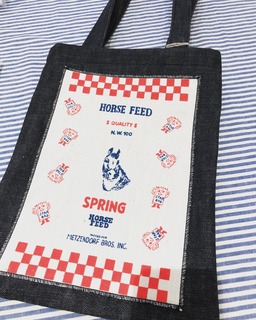 HORSE FEED
$ QUALITY $
N.W. 100
SPRING
HORSE
FEED
METZENDORF BROS. INC.